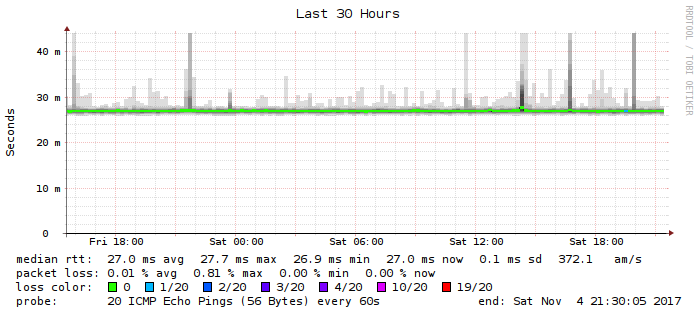 Last 30 Hours
RRDTOOL / TOBI OETIKER
Seconds
40 m
30 m
20 m
10 m
0
Fri 18:00 Sat 00:00 Sat 06:00 Sat 12:00 Sat 18:00
median rtt: 27.0 ms avg 27.7 ms max 26.9 ms min 27.0 ms now 0.1 ms sd 372.1 am/s
packet loss: 0.01 % avg 0.81 % max 0.00 % min 0.00 % now
loss color: 0 1/20 2/20 3/20 4/20 10/20 19/20
probe: 20 ICMP Echo Pings (56 Bytes) every 60s end: Sat Nov 4 21:30:05 2017